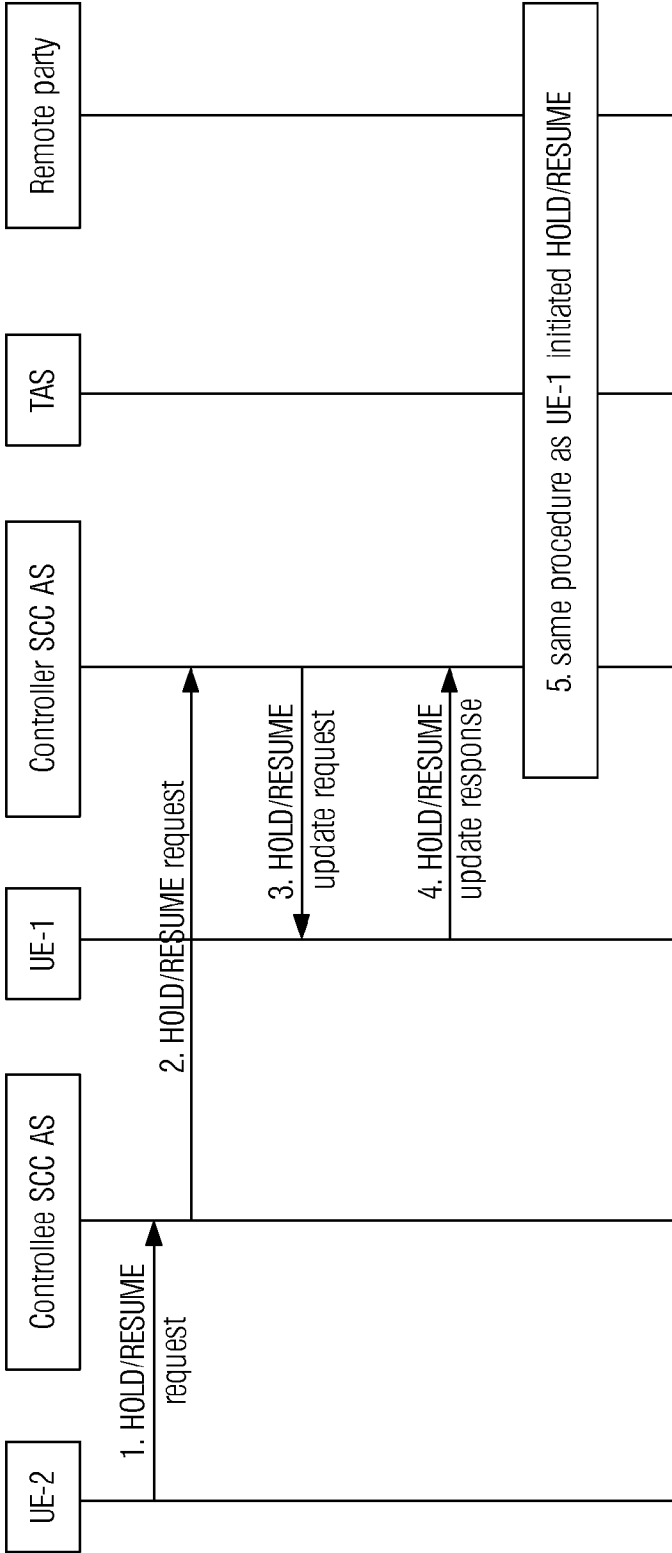 UE-2
Controllee SCC AS
UE-1
Controller SCC AS
TAS
Remote party
1. HOLD/RESUME
request
2. HOLD/RESUME request
3. HOLD/RESUME
update request
4. HOLD/RESUME
update response
5. same procedure as UE-1 initiated HOLD/RESUME